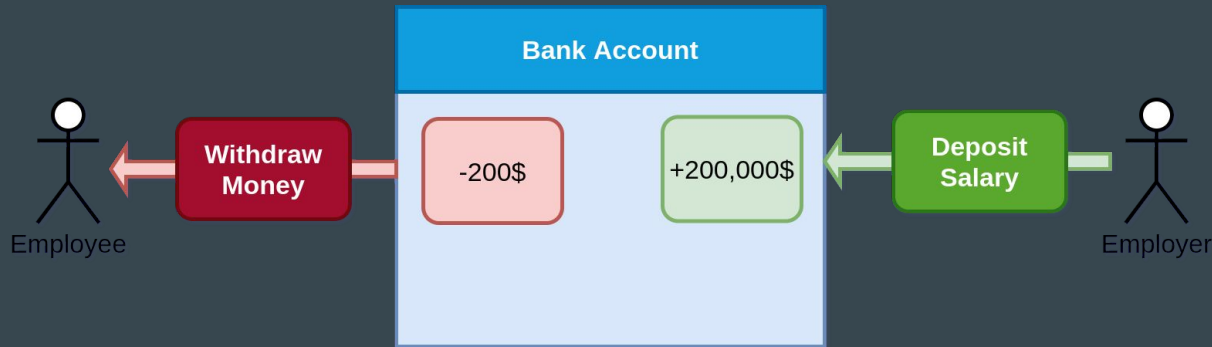 Bank Account
Withdraw
Money
-200$
+200,000$
Deposit
Salary
Employee
Employer